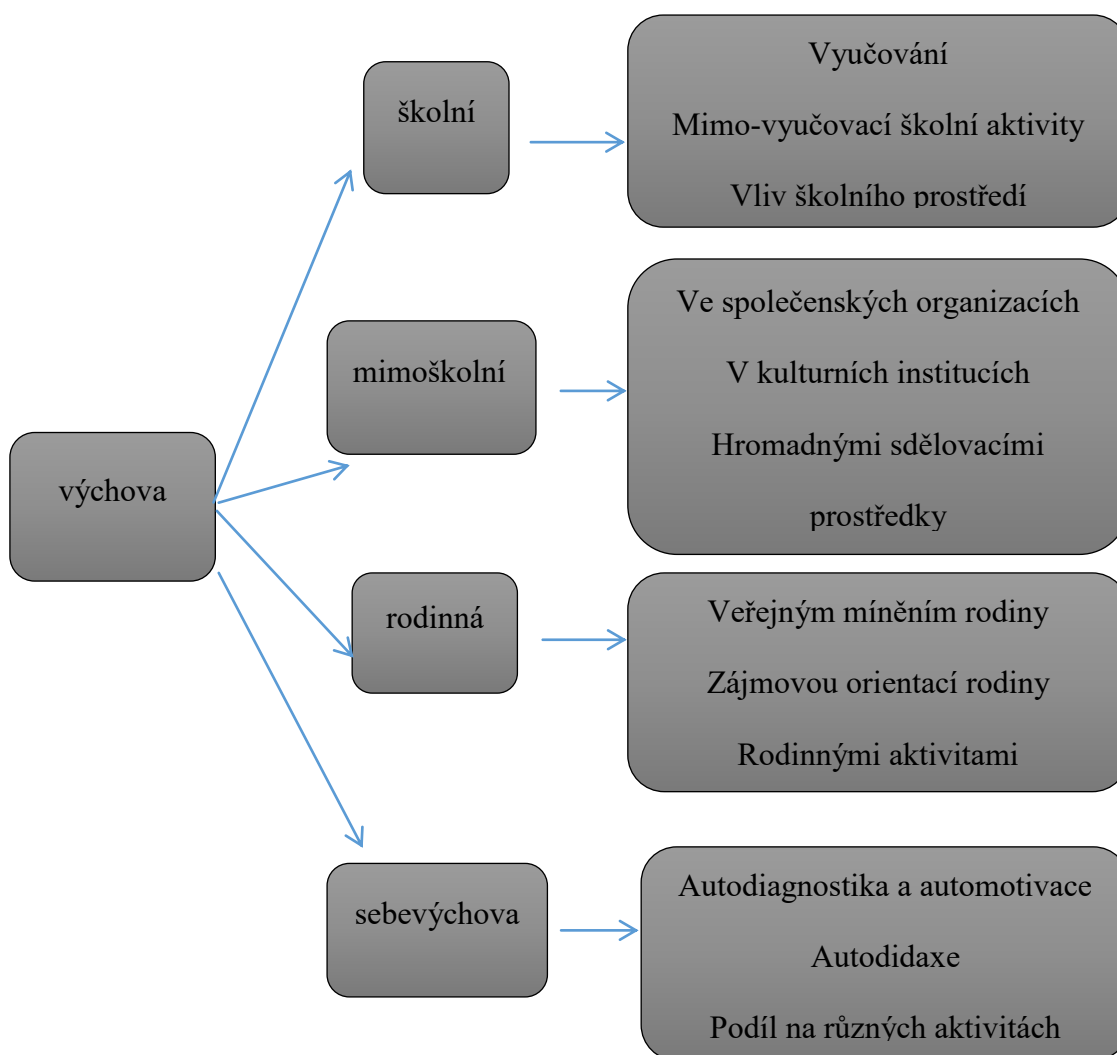 výchova
školní
Vyučování
Mimo-vyučovací školní aktivity
Vliv školního prostředí
mimoškolní
Ve společenských organizacích
V kulturních institucích
Hromadnými sdělovacími
prostředky
rodinná
Veřejným míněním rodiny
Zájmovou orientací rodiny
Rodinnými aktivitami
sebevýchova
Autodiagnostika a automotivace
Autodidaxe
Podíl na různých aktivitách